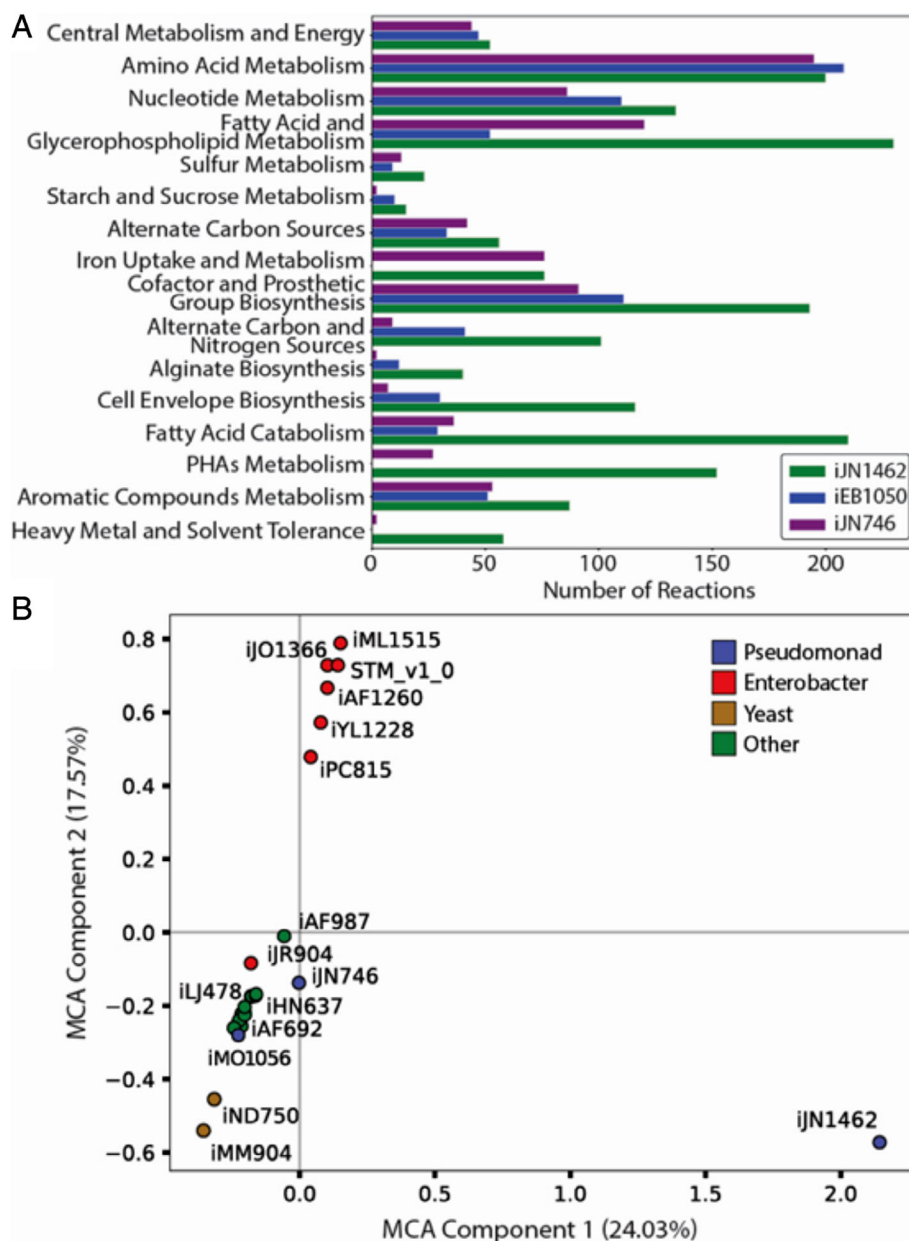 A
Central Metabolism and Energy
Amino Acid Metabolism
Nucleotide Metabolism
Fatty Acid and
Glycerophospholipid Metabolism
Sulfur Metabolism
Starch and Sucrose Metabolism
Alternate Carbon Sources
Iron Uptake and Metabolism
Cofactor and Prosthetic
Group Biosynthesis
Alternate Carbon and
Nitrogen Sources
Alginate Biosynthesis
Cell Envelope Biosynthesis
Fatty Acid Catabolism
PHAs Metabolism
Aromatic Compounds Metabolism
Heavy Metal and Solvent Tolerance
iJN1462
iEB1050
iJN746
0 50 100 150 200
Number of Reactions
B
MCA Component 2 (17.57%)
0.8
0.6
0.4
0.2
0.0
−0.2
−0.4
−0.6
iJO1366
iML1515
STM_v1_0
iAF1260
iYL1228
iPC815
Pseudomonad
Enterobacter
Yeast
Other
iAF987
iJR904
iJN746
iLJ478
iHN637
iAF692
iMO1056
iND750
iMM904
iJN1462
0.0 0.5 1.0 1.5 2.0
MCA Component 1 (24.03%)